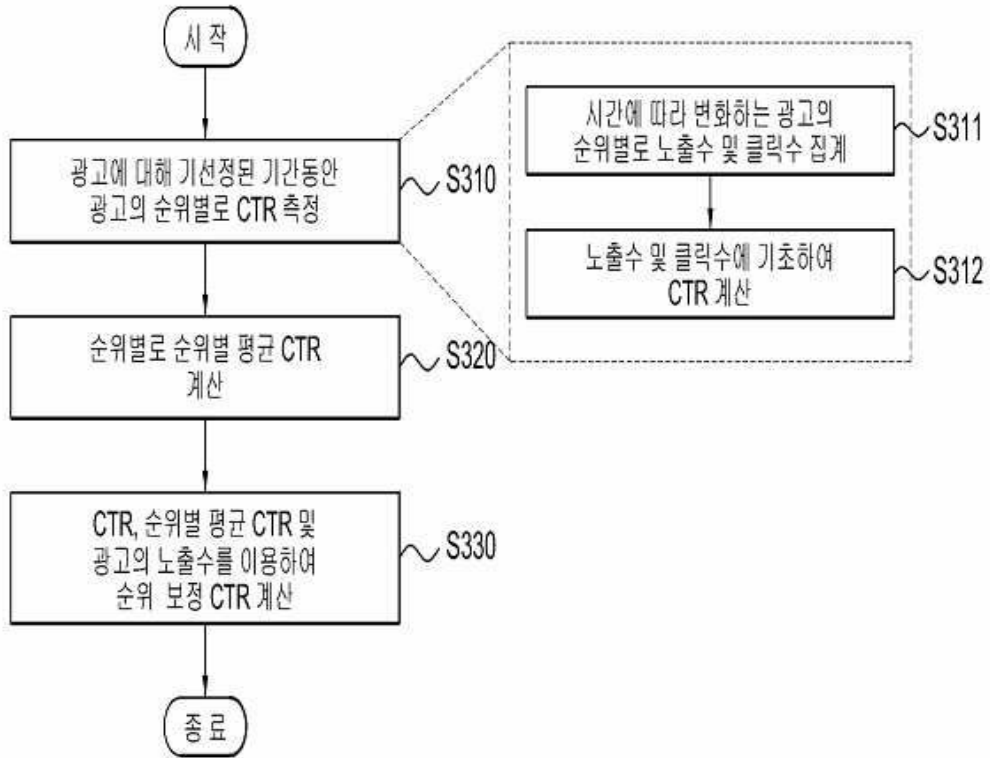 시 작
광고에 대해 기선정된 기간동안
광고의 순위별로 CTR 측정
S310
시간에 따라 변화하는 광고의
순위별로 노출수 및 클릭수 집계
S311
노출수 및 클릭수에 기초하여
CTR 계산
S312
순위별로 순위별 평균 CTR
계산
S320
CTR, 순위별 평균 CTR 및
광고의 노출수를 이용하여
순위 보정 CTR 계산
S330
종 료